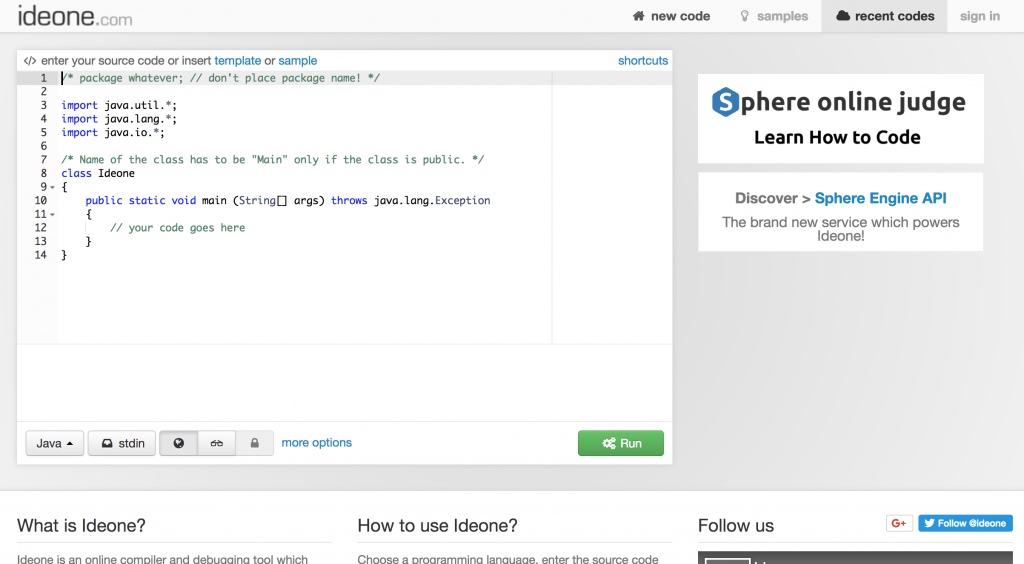 ideone.com
new code
samples
recent codes
sign in
</> enter your source code or insert template or sample
shortcuts
1 /* package whatever; // don't place package name! */
2
3 import java.util.*;
4 import java.lang.*;
5 import java.io.*;
6
7 /* Name of the class has to be "Main" only if the class is public. */
8 class Ideone
9 {
10 public static void main (String[] args) throws java.lang.Exception
11 {
12 // your code goes here
13 }
14 }
Sphere online judge
Learn How to Code
Discover > Sphere Engine API
The brand new service which powers
Ideone!
Java
stdin
more options
Run
What is Ideone?
Ideone is an online compiler and debugging tool which
How to use Ideone?
Choose a programming language, enter the source code
Follow us
G+
Follow @ideone